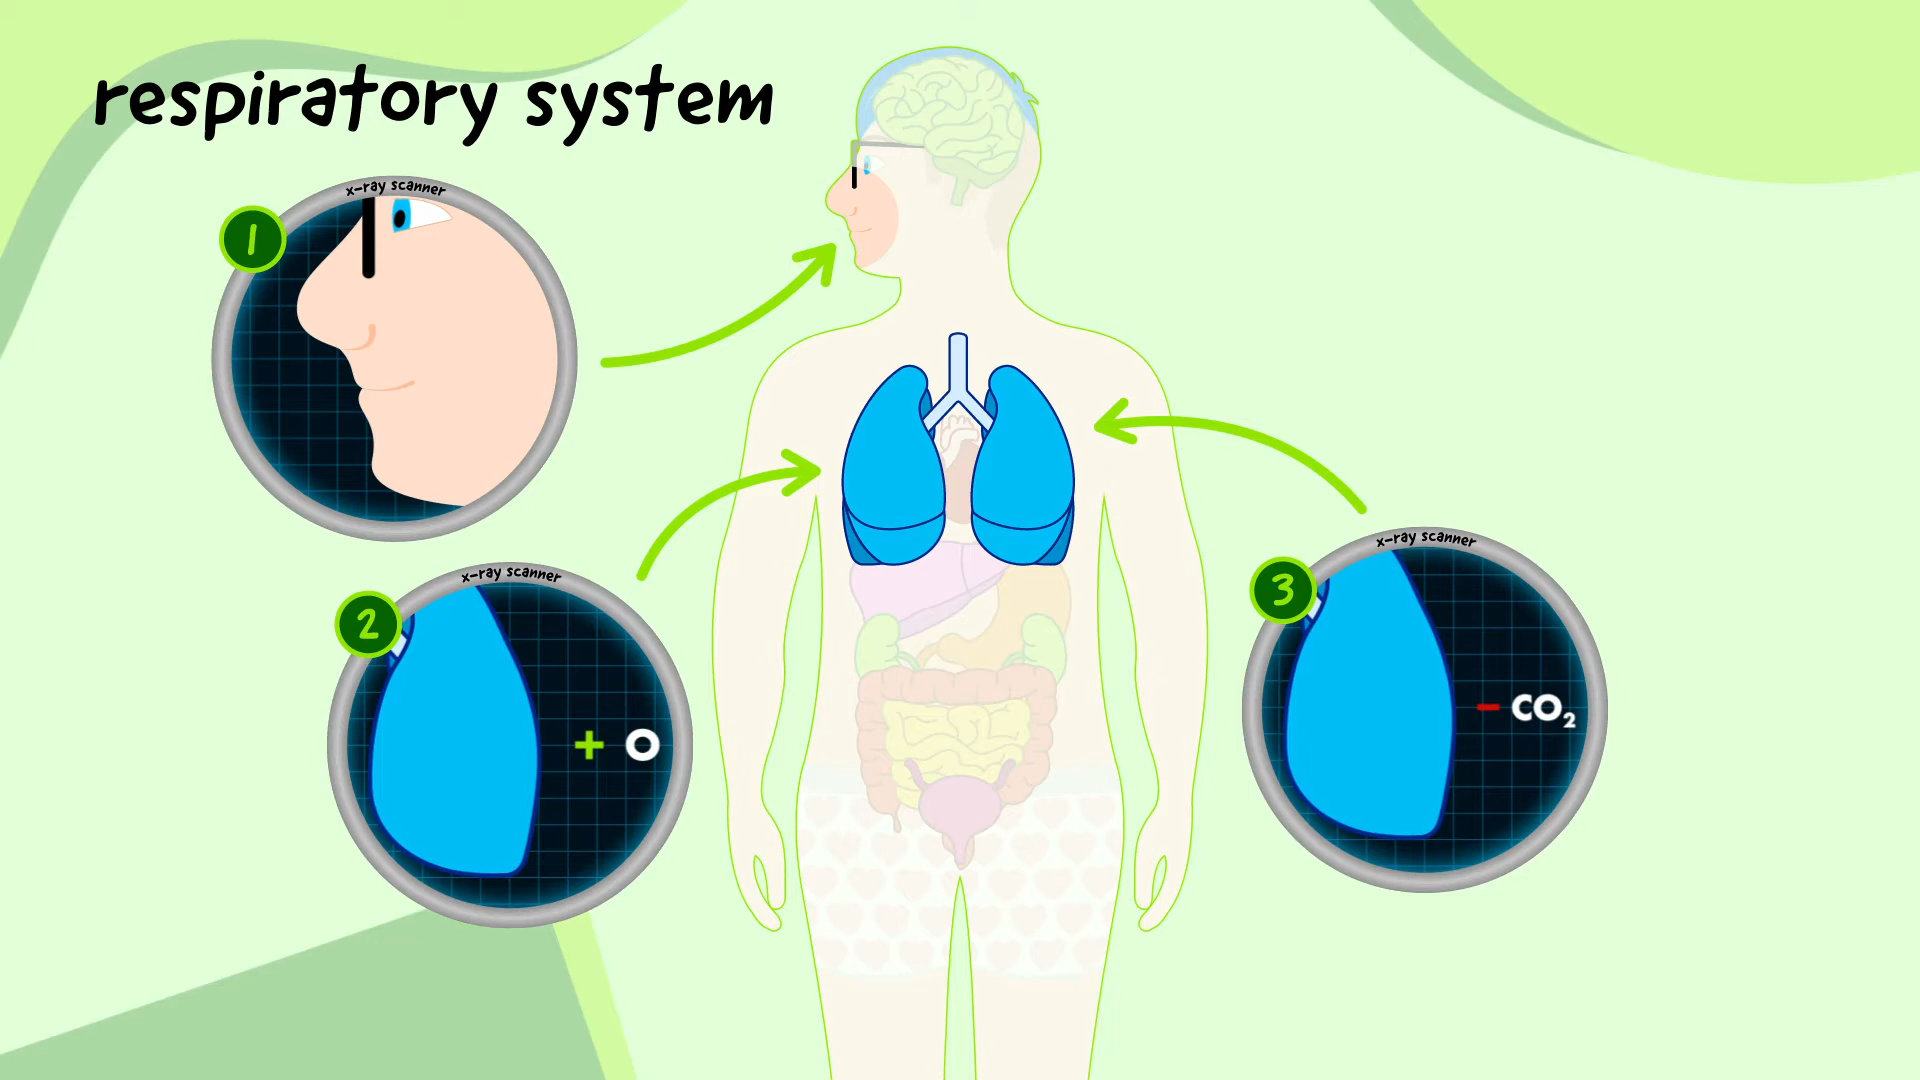 respiratory system
x-ray scanner
1
x-ray scanner
2
+ O
x-ray scanner
3
- CO₂